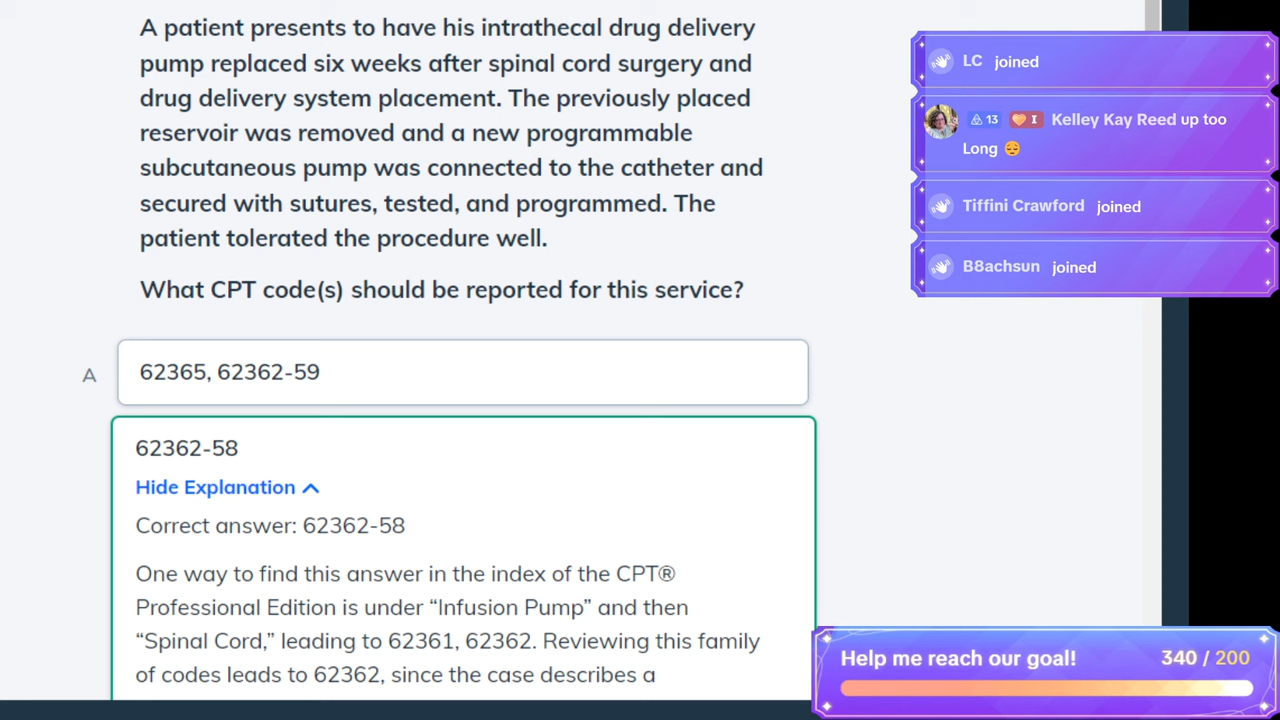 A patient presents to have his intrathecal drug delivery
pump replaced six weeks after spinal cord surgery and
drug delivery system placement. The previously placed
reservoir was removed and a new programmable
subcutaneous pump was connected to the catheter and
secured with sutures, tested, and programmed. The
patient tolerated the procedure well.
What CPT code(s) should be reported for this service?
A
62365, 62362-59
62362-58
Hide Explanation
Correct answer: 62362-58
One way to find this answer in the index of the CPT®
Professional Edition is under “Infusion Pump” and then
“Spinal Cord,” leading to 62361, 62362. Reviewing this family
of codes leads to 62362, since the case describes a
LC joined
13 I Kelley Kay Reed up too
Long 😔
Tiffini Crawford joined
B8achsun joined
Help me reach our goal! 340 / 200